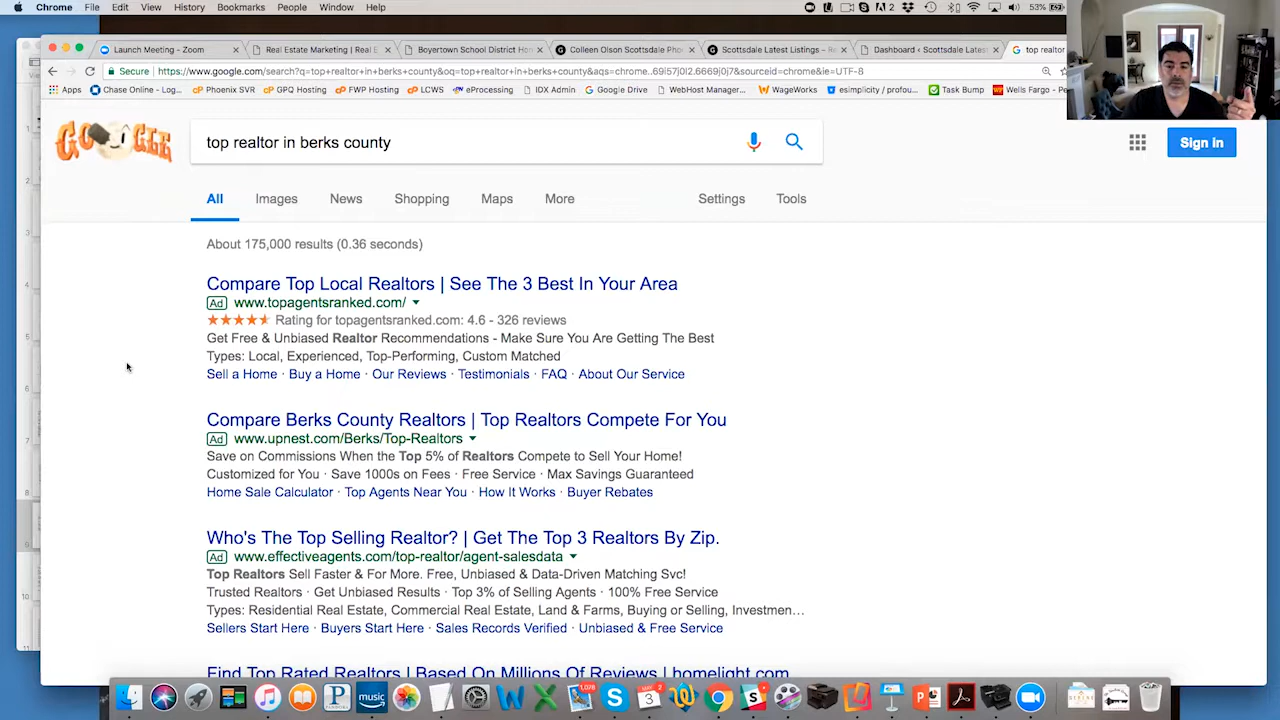 Chrome File Edit View History Bookmarks People Window Help 2 53%
Launch Meeting - Zoom Real Estate Marketing | Real E Boyertown School District Hom Colleen Olson Scottsdale Pho Scottsdale Latest Listings – Re Dashboard ‹ Scottsdale Latest top realtor
Secure https://www.google.com/search?q=top+realtor+in+berks+county&oq=top+realtor+in+berks+county&aqs=chrome..69i57j0l2.6669j0j7&sourceid=chrome&ie=UTF-8
Apps Chase Online - Log... Phoenix SVR GPQ Hosting FWP Hosting LCWS eProcessing IDX Admin Google Drive WebHost Manager... WageWorks esimplicity / profou... Task Bump Wells Fargo - Pe...
GOOGLE
top realtor in berks county
Sign in
All Images News Shopping Maps More Settings Tools
About 175,000 results (0.36 seconds)
Compare Top Local Realtors | See The 3 Best In Your Area
Ad www.topagentsranked.com/
Rating for topagentsranked.com: 4.6 - 326 reviews
Get Free & Unbiased Realtor Recommendations - Make Sure You Are Getting The Best
Types: Local, Experienced, Top-Performing, Custom Matched
Sell a Home · Buy a Home · Our Reviews · Testimonials · FAQ · About Our Service
Compare Berks County Realtors | Top Realtors Compete For You
Ad www.upnest.com/Berks/Top-Realtors
Save on Commissions When the Top 5% of Realtors Compete to Sell Your Home!
Customized for You · Save 1000s on Fees · Free Service · Max Savings Guaranteed
Home Sale Calculator · Top Agents Near You · How It Works · Buyer Rebates
Who's The Top Selling Realtor? | Get The Top 3 Realtors By Zip.
Ad www.effectiveagents.com/top-realtor/agent-salesdata
Top Realtors Sell Faster & For More. Free, Unbiased & Data-Driven Matching Svc!
Trusted Realtors · Get Unbiased Results · Top 3% of Selling Agents · 100% Free Service
Types: Residential Real Estate, Commercial Real Estate, Land & Farms, Buying or Selling, Investmen...
Sellers Start Here · Buyers Start Here · Sales Records Verified · Unbiased & Free Service
Find Top Rated Realtors | Based On Millions Of Reviews | homelight.com
music 1,078 3